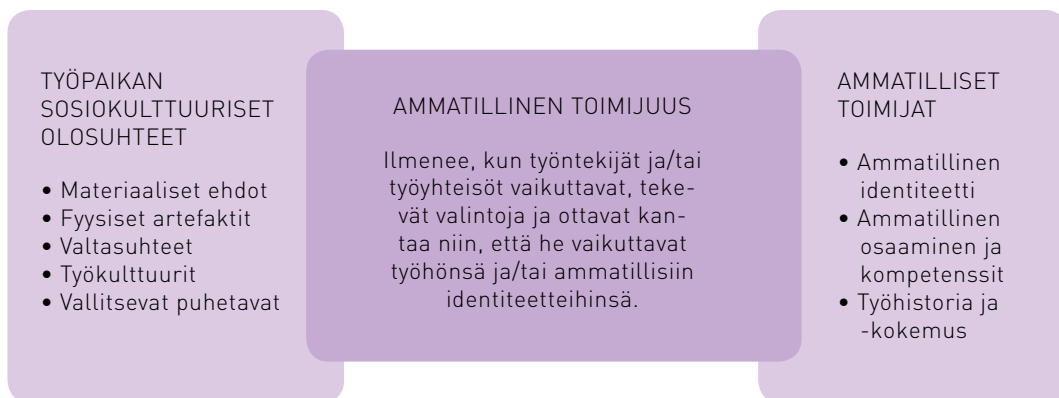 TYÖPAIKAN
SOSIOKULTTUURISET
OLOSUHTEET
• Materiaaliset ehdot
• Fyysiset artefaktit
• Valtasuhteet
• Työkulttuurit
• Vallitsevat puhetavat
AMMATILLINEN TOIMIJUUS
Ilmenee, kun työntekijät ja/tai
työyhteisöt vaikuttavat, teke-
vät valintoja ja ottavat kan-
taa niin, että he vaikuttavat
työhönsä ja/tai ammatillisiin
identiteetteihinsä.
AMMATILLISET
TOIMIJAT
• Ammatillinen
identiteetti
• Ammatillinen
osaaminen ja
kompetenssit
• Työhistoria ja
-kokemus